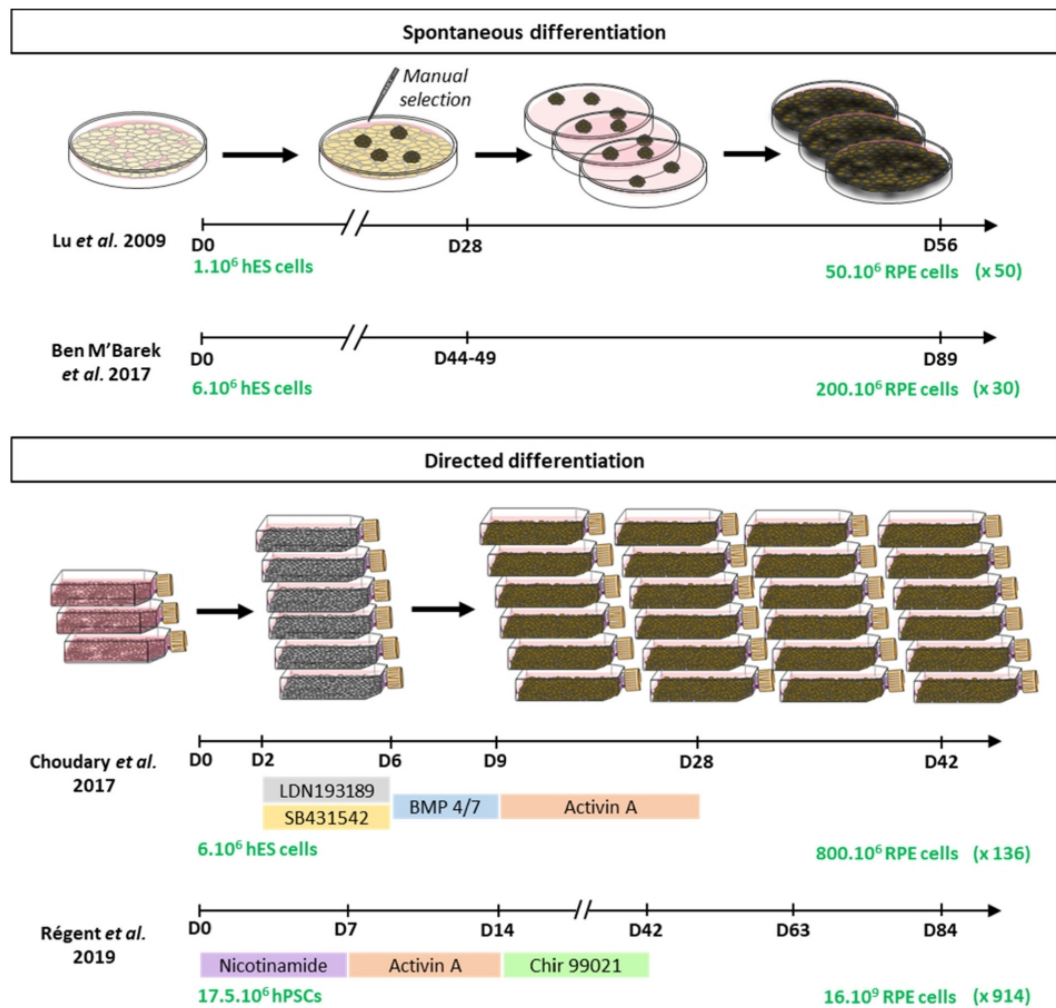 Spontaneous differentiation
Manual
selection
Lu et al. 2009
D0
D28
D56
1.10⁶ hES cells
50.10⁶ RPE cells (x 50)
Ben M'Barek
et al. 2017
D0
D44-49
D89
6.10⁶ hES cells
200.10⁶ RPE cells (x 30)
Directed differentiation
Choudary et al.
2017
D0
D2
D6
D9
D28
D42
LDN193189
SB431542
BMP 4/7
Activin A
6.10⁶ hES cells
800.10⁶ RPE cells (x 136)
Régent et al.
2019
D0
D7
D14
D42
D63
D84
Nicotinamide
Activin A
Chir 99021
17.5.10⁶ hPSCs
16.10⁹ RPE cells (x 914)